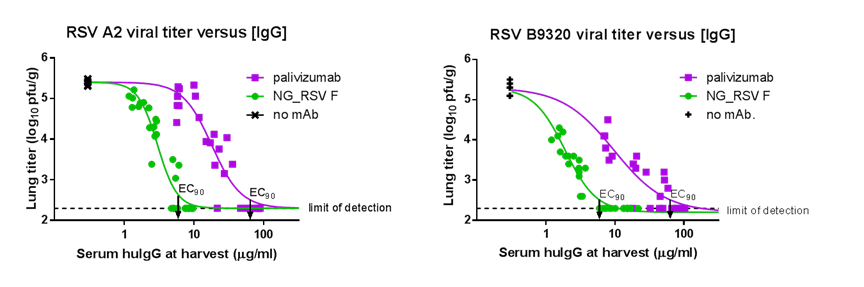 RSV A2 viral titer versus [IgG]
Lung titer (log10 pfu/g)
6
5
4
3
2
palivizumab
NG_RSV F
no mAb
EC90
EC90
limit of detection
1
10
100
Serum huIgG at harvest (µg/ml)
RSV B9320 viral titer versus [IgG]
Lung titer (log10 pfu/g)
6
5
4
3
2
palivizumab
NG_RSV F
no mAb.
EC90
EC90
limit of detection
1
10
100
Serum huIgG at harvest (µg/ml)